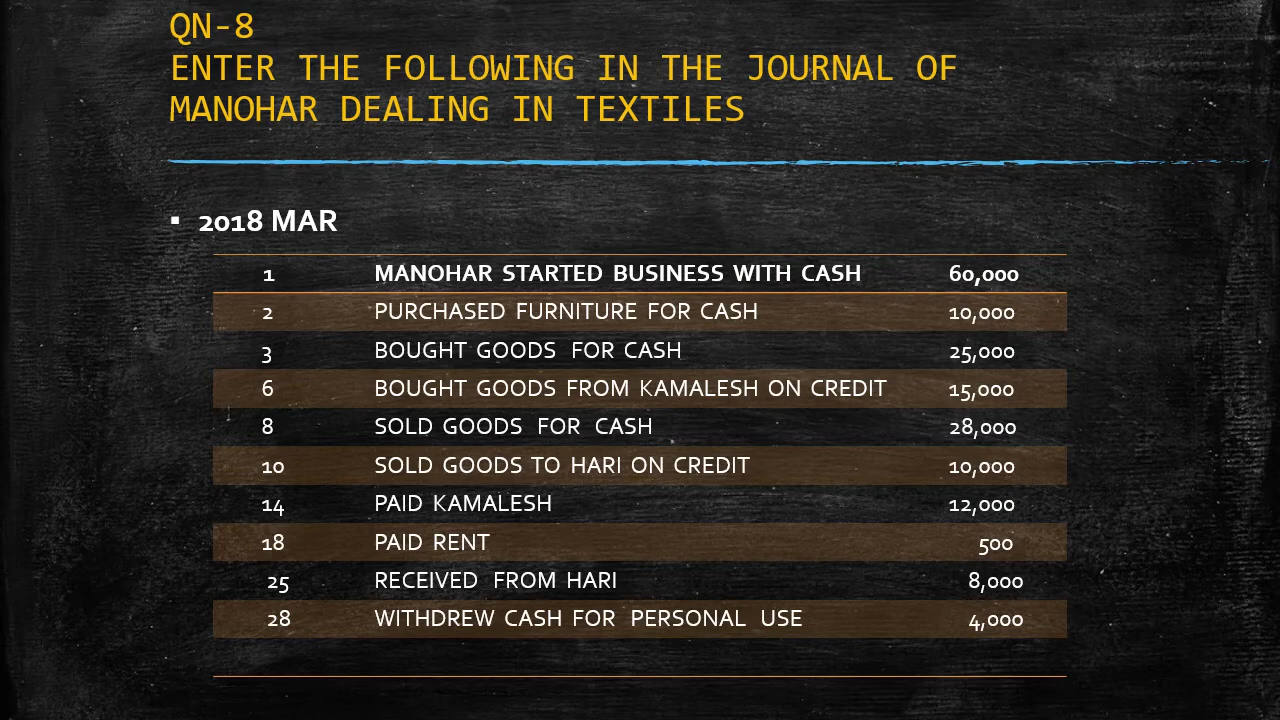 QN-8
ENTER THE FOLLOWING IN THE JOURNAL OF
MANOHAR DEALING IN TEXTILES
▪ 2018 MAR
1 MANOHAR STARTED BUSINESS WITH CASH 60,000
2 PURCHASED FURNITURE FOR CASH 10,000
3 BOUGHT GOODS FOR CASH 25,000
6 BOUGHT GOODS FROM KAMALESH ON CREDIT 15,000
8 SOLD GOODS FOR CASH 28,000
10 SOLD GOODS TO HARI ON CREDIT 10,000
14 PAID KAMALESH 12,000
18 PAID RENT 500
25 RECEIVED FROM HARI 8,000
28 WITHDREW CASH FOR PERSONAL USE 4,000